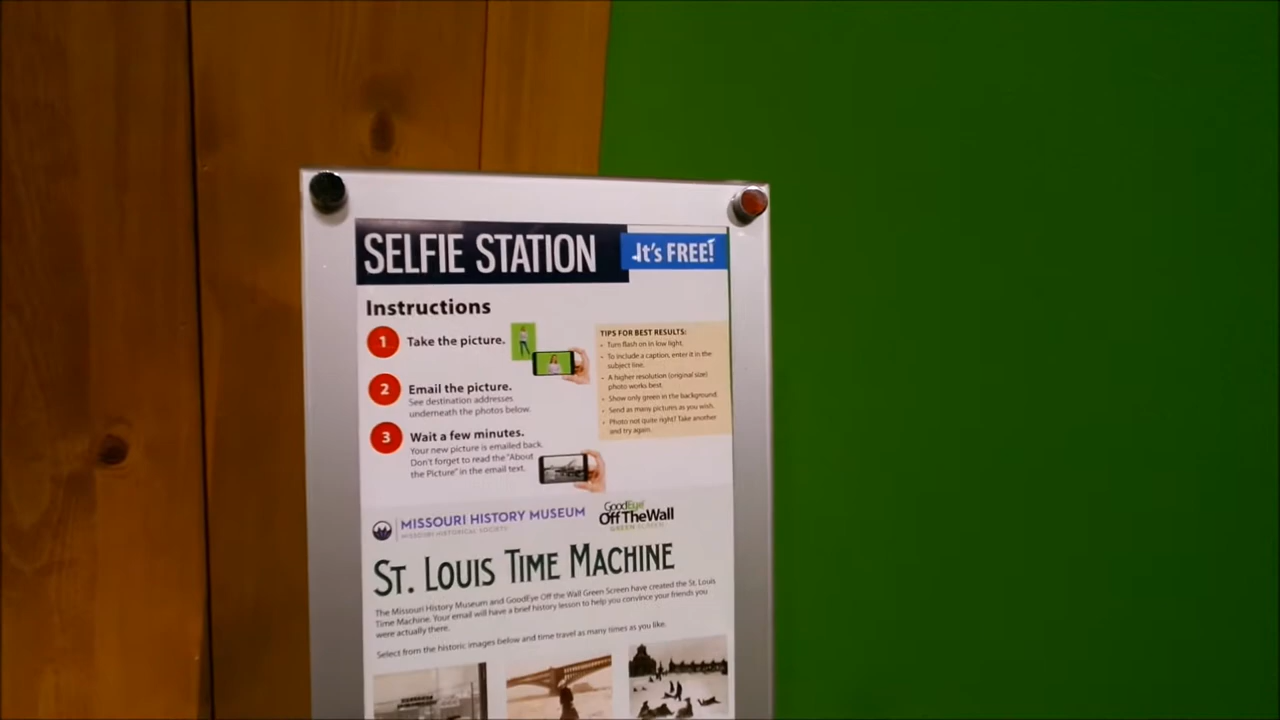 SELFIE STATION
It's FREE!
Instructions
1 Take the picture.
2 Email the picture.
See destination addresses
underneath the photos below.
3 Wait a few minutes.
Your new picture is emailed back.
Don't forget to read the "About
the Picture" in the email text.
TIPS FOR BEST RESULTS:
- Turn flash on in low light.
- To include a caption, enter it in the
subject line.
- A higher resolution (original size)
photo works best.
- Show only green in the background.
- Send as many pictures as you wish.
- Photo not quite right? Take another
and try again.
MISSOURI HISTORY MUSEUM
MISSOURI HISTORICAL SOCIETY
GoodEye
Off The Wall
GREEN SCREEN
ST. LOUIS TIME MACHINE
The Missouri History Museum and GoodEye Off the Wall Green Screen have created the St. Louis
Time Machine. Your email will have a brief history lesson to help you convince your friends you
were actually there.
Select from the historic images below and time travel as many times as you like.